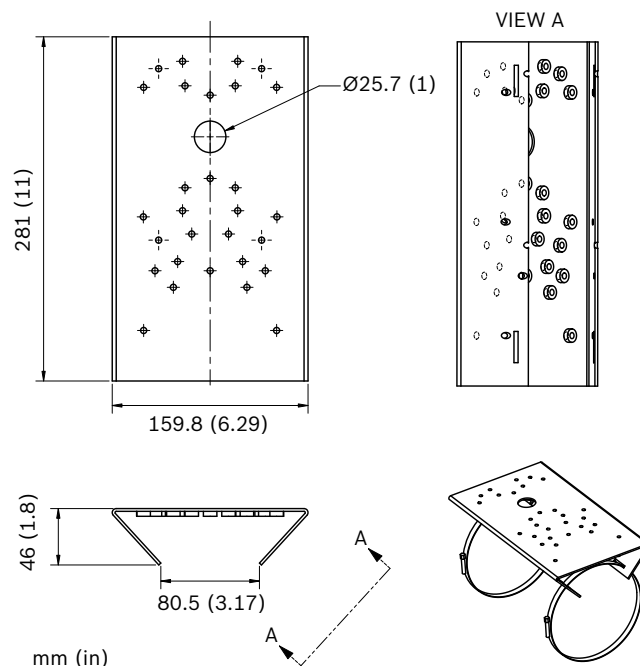 VIEW A
Ø25.7 (1)
281 (11)
159.8 (6.29)
46 (1.8)
80.5 (3.17)
A
A
mm (in)